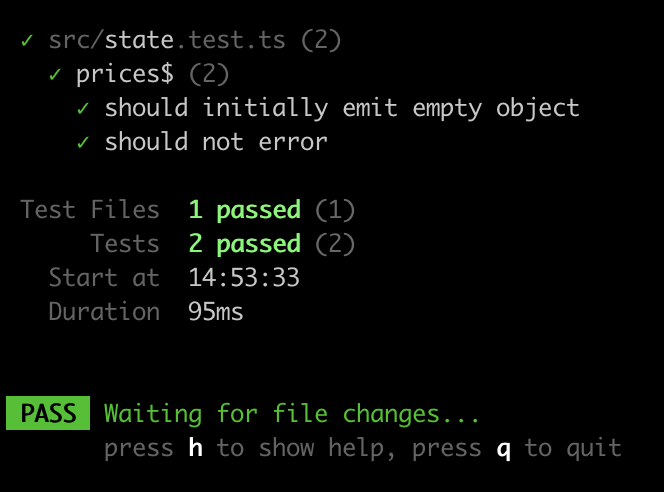 ✓ src/state.test.ts (2)
✓ prices$ (2)
✓ should initially emit empty object
✓ should not error
Test Files 1 passed (1)
Tests 2 passed (2)
Start at 14:53:33
Duration 95ms
PASS Waiting for file changes...
press h to show help, press q to quit